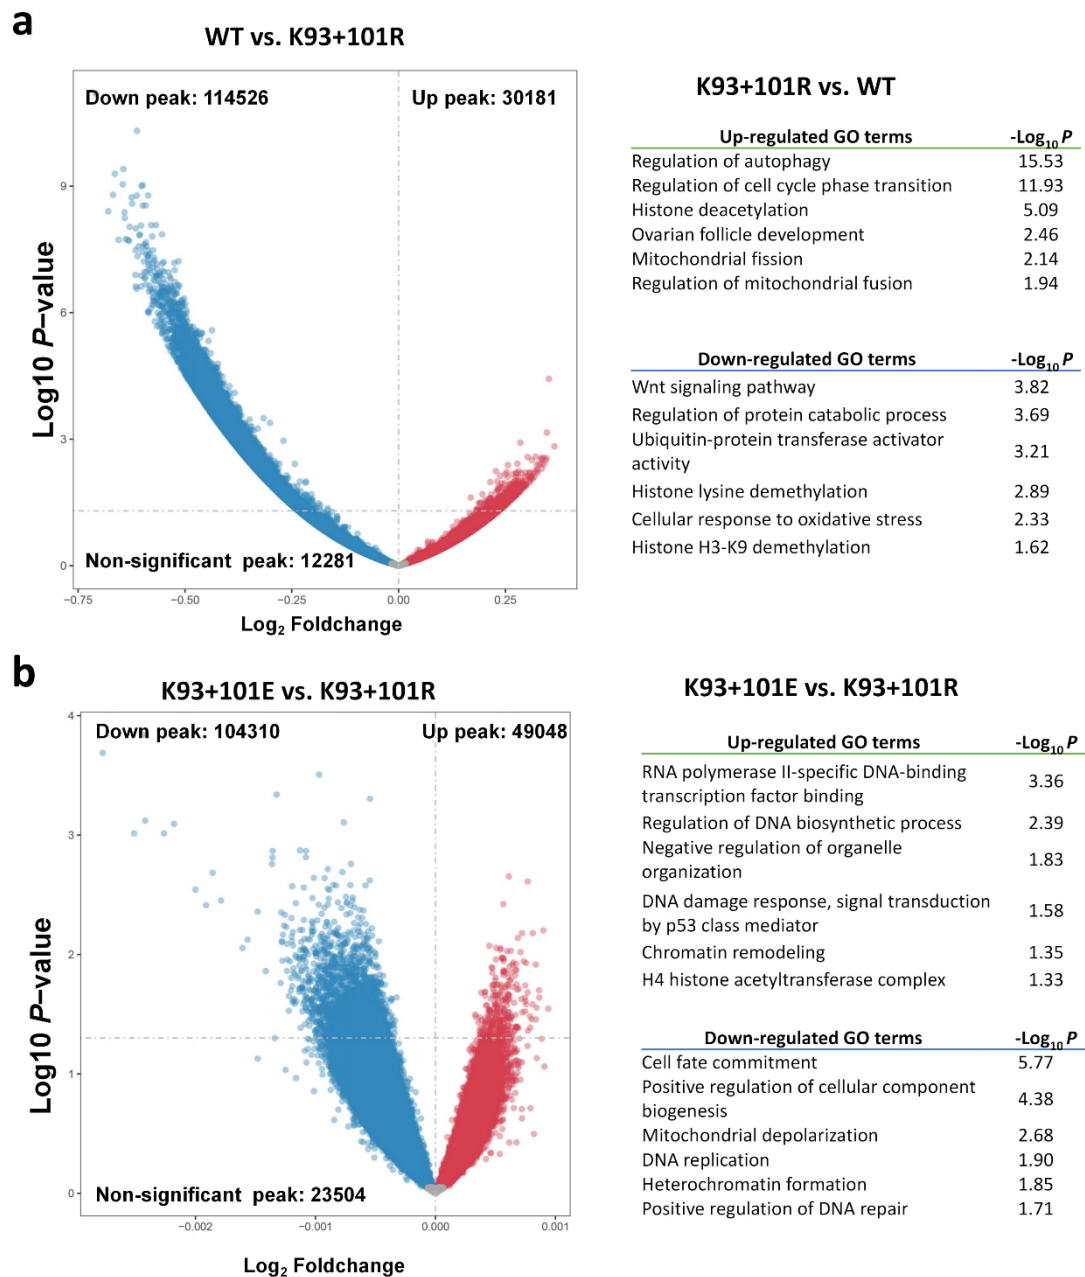 a
WT vs. K93+101R
Down peak: 114526
Up peak: 30181
9
6
3
0
Log10 P–value
Non-significant peak: 12281
−0.75
−0.50
−0.25
0.00
0.25
Log2 Foldchange
K93+101R vs. WT
Up-regulated GO terms -Log10 P
Regulation of autophagy 15.53
Regulation of cell cycle phase transition 11.93
Histone deacetylation 5.09
Ovarian follicle development 2.46
Mitochondrial fission 2.14
Regulation of mitochondrial fusion 1.94
Down-regulated GO terms -Log10 P
Wnt signaling pathway 3.82
Regulation of protein catabolic process 3.69
Ubiquitin-protein transferase activator
activity 3.21
Histone lysine demethylation 2.89
Cellular response to oxidative stress 2.33
Histone H3-K9 demethylation 1.62
b
K93+101E vs. K93+101R
Down peak: 104310
Up peak: 49048
4
3
2
1
0
Log10 P–value
Non-significant peak: 23504
−0.002
−0.001
0.000
0.001
Log2 Foldchange
K93+101E vs. K93+101R
Up-regulated GO terms -Log10 P
RNA polymerase II-specific DNA-binding
transcription factor binding 3.36
Regulation of DNA biosynthetic process 2.39
Negative regulation of organelle
organization 1.83
DNA damage response, signal transduction
by p53 class mediator 1.58
Chromatin remodeling 1.35
H4 histone acetyltransferase complex 1.33
Down-regulated GO terms -Log10 P
Cell fate commitment 5.77
Positive regulation of cellular component
biogenesis 4.38
Mitochondrial depolarization 2.68
DNA replication 1.90
Heterochromatin formation 1.85
Positive regulation of DNA repair 1.71